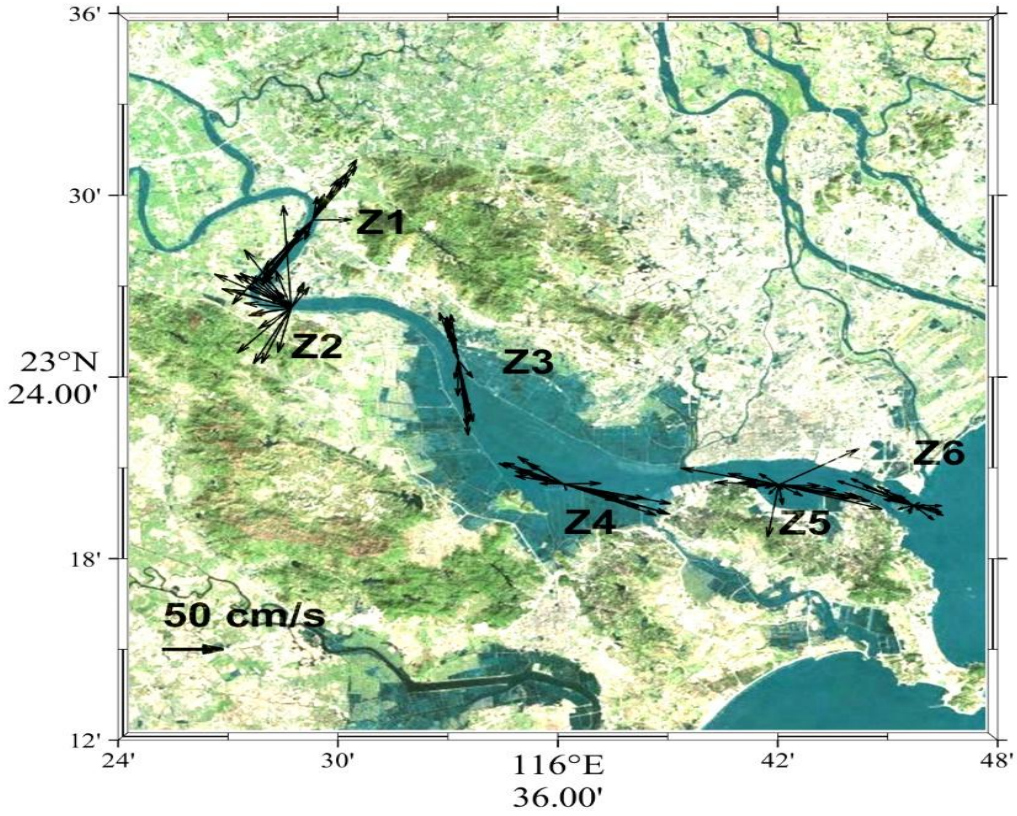 36'
30'
Z1
Z2
Z3
23°N
24.00'
Z6
Z4
Z5
18'
50 cm/s
12'
24'
30'
116°E
36.00'
42'
48'